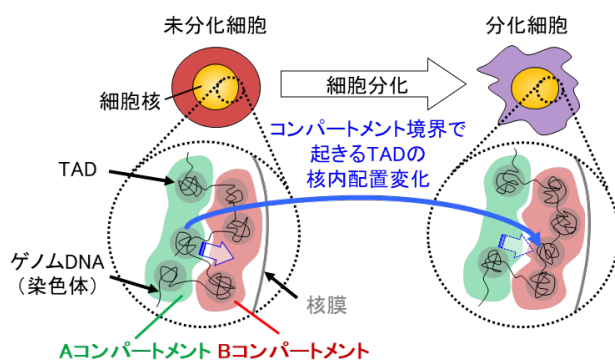 未分化細胞
分化細胞
細胞核
細胞分化
コンパートメント境界で
起きるTADの
核内配置変化
TAD
ゲノムDNA
（染色体）
核膜
Aコンパートメント Bコンパートメント